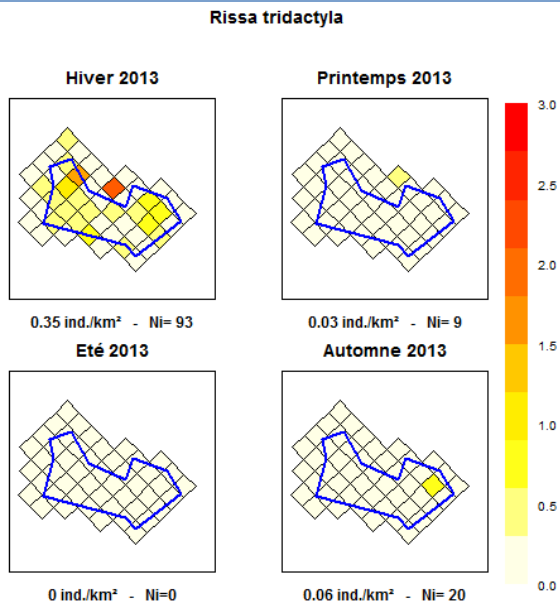 Rissa tridactyla
Hiver 2013
Printemps 2013
0.35 ind./km² - Ni= 93
0.03 ind./km² - Ni= 9
Eté 2013
Automne 2013
0 ind./km² - Ni=0
0.06 ind./km² - Ni= 20
3.0
2.5
2.0
1.5
1.0
0.5
0.0